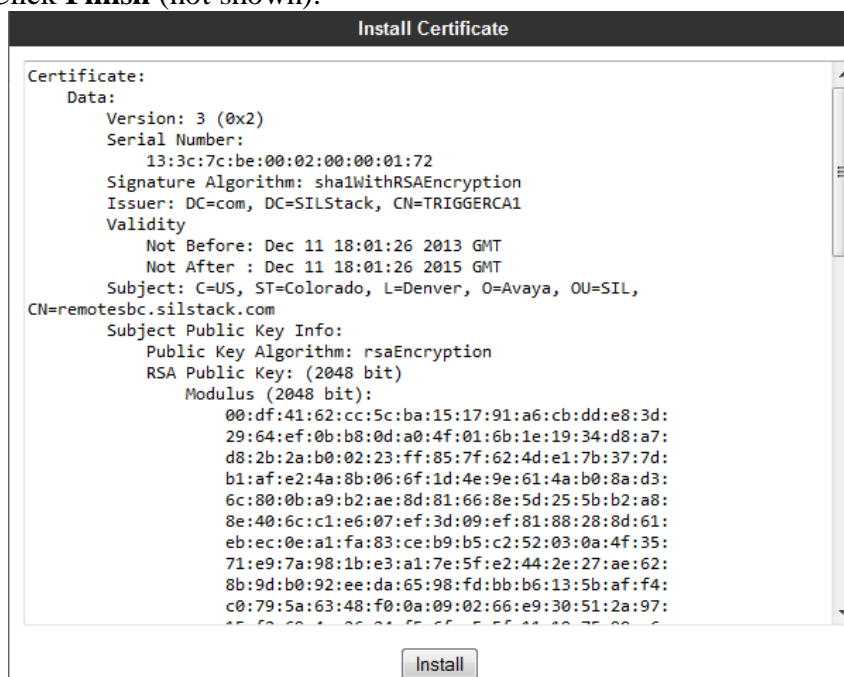 Click Finish (not shown).
Install Certificate
Certificate:
Data:
Version: 3 (0x2)
Serial Number:
13:3c:7c:be:00:02:00:00:01:72
Signature Algorithm: sha1WithRSAEncryption
Issuer: DC=com, DC=SILStack, CN=TRIGGERCA1
Validity
Not Before: Dec 11 18:01:26 2013 GMT
Not After : Dec 11 18:01:26 2015 GMT
Subject: C=US, ST=Colorado, L=Denver, O=Avaya, OU=SIL,
CN=remotesbc.silstack.com
Subject Public Key Info:
Public Key Algorithm: rsaEncryption
RSA Public Key: (2048 bit)
Modulus (2048 bit):
00:df:41:62:cc:5c:ba:15:17:91:a6:cb:dd:e8:3d:
29:64:ef:0b:b8:0d:a0:4f:01:6b:1e:19:34:d8:a7:
d8:2b:2a:b0:02:23:ff:85:7f:62:4d:e1:7b:37:7d:
b1:af:e2:4a:8b:06:6f:1d:4e:9e:61:4a:b0:8a:d3:
6c:80:0b:a9:b2:ae:8d:81:66:8e:5d:25:5b:b2:a8:
8e:40:6c:c1:e6:07:ef:3d:09:ef:81:88:28:8d:61:
eb:ec:0e:a1:fa:83:ce:b9:b5:c2:52:03:0a:4f:35:
71:e9:7a:98:1b:e3:a1:7e:5f:e2:44:2e:27:ae:62:
8b:9d:b0:92:ee:da:65:98:fd:bb:b6:13:5b:af:f4:
c0:79:5a:63:48:f0:0a:09:02:66:e9:30:51:2a:97:
Install